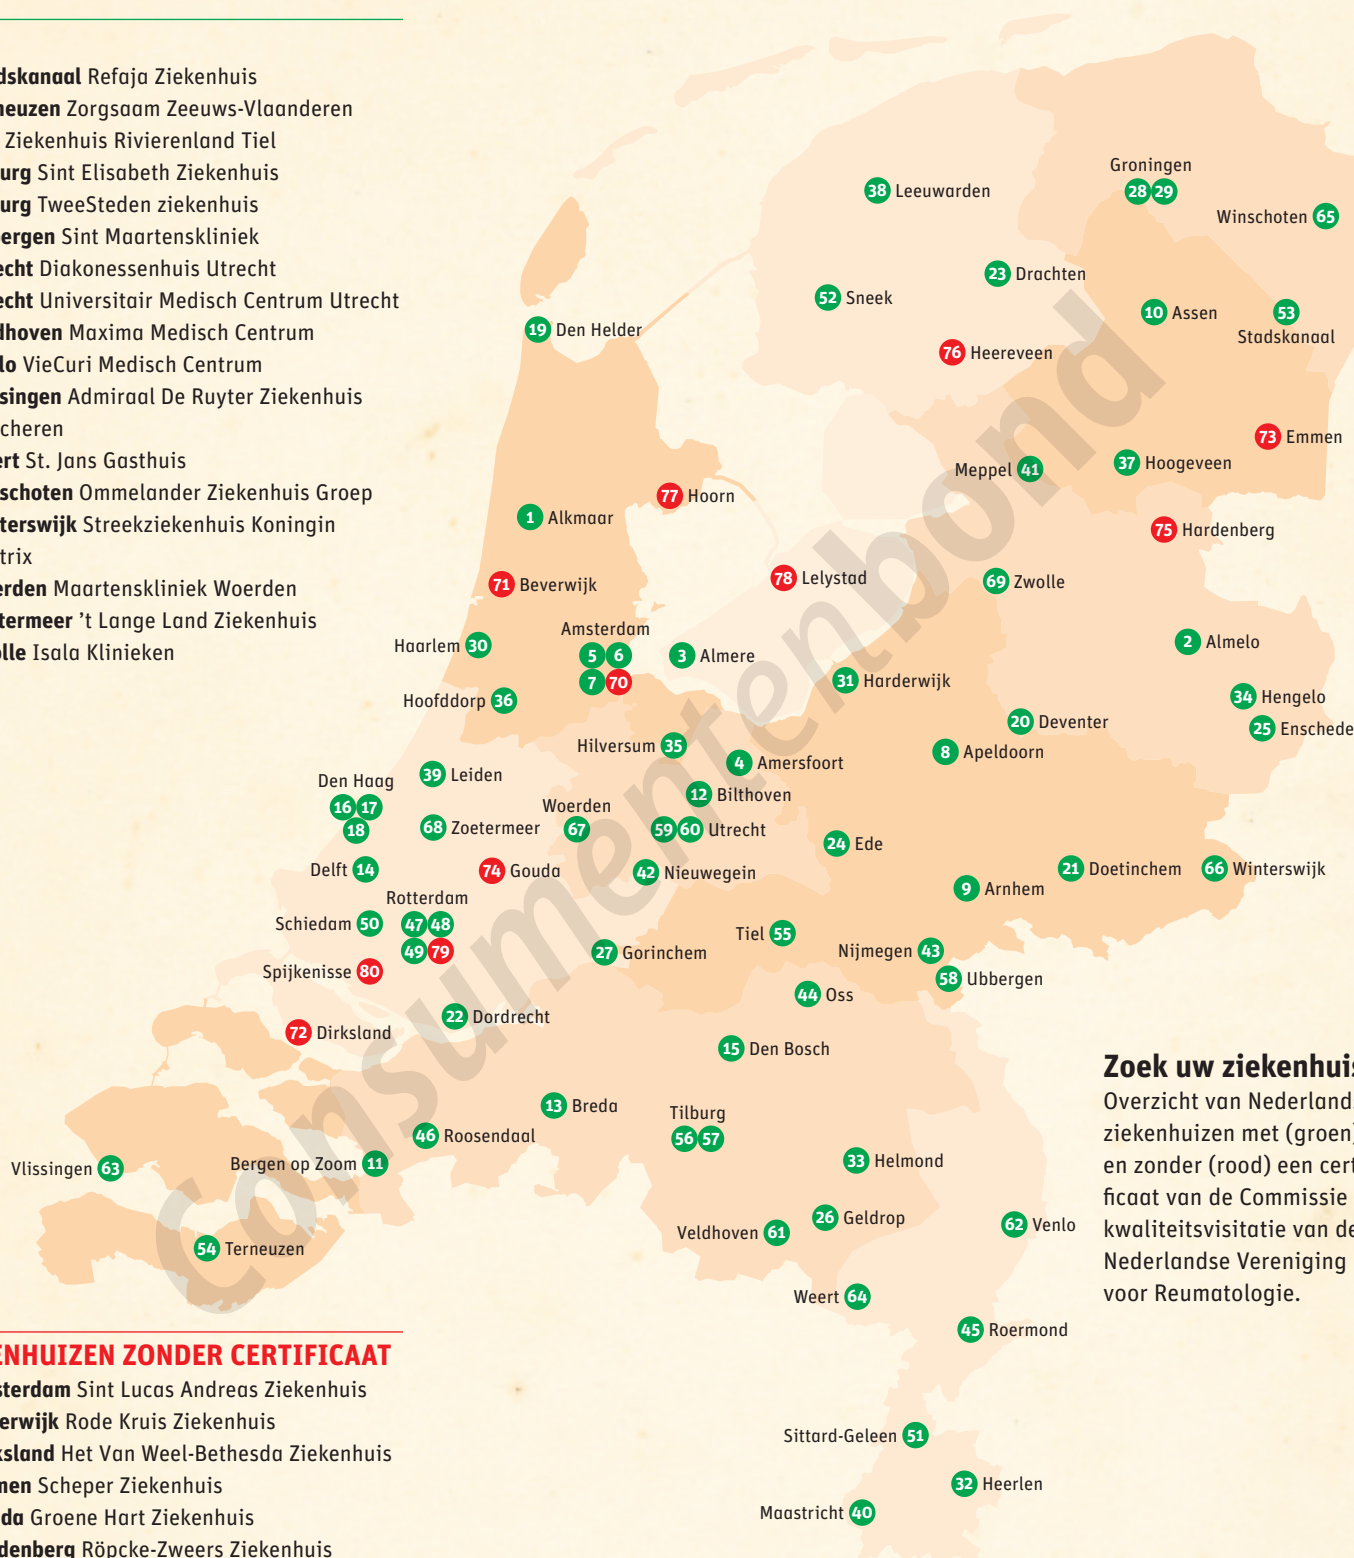 dskanaal Refaja Ziekenhuis
neuzen Zorgsaam Zeeuws-Vlaanderen
Ziekenhuis Rivierenland Tiel
urg Sint Elisabeth Ziekenhuis
urg TweeSteden ziekenhuis
ergen Sint Maartenskliniek
echt Diakonessenhuis Utrecht
echt Universitair Medisch Centrum Utrecht
dhoven Maxima Medisch Centrum
lo VieCuri Medisch Centrum
singen Admiraal De Ruyter Ziekenhuis
cheren
ert St. Jans Gasthuis
schoten Ommelander Ziekenhuis Groep
terswijk Streekziekenhuis Koningin
trix
erden Maartenskliniek Woerden
termeer ’t Lange Land Ziekenhuis
olle Isala Klinieken
Groningen
28 29
38 Leeuwarden
Winschoten 65
23 Drachten
52 Sneek
10 Assen
53
Stadskanaal
19 Den Helder
76 Heereveen
73 Emmen
Meppel 41
37 Hoogeveen
77 Hoorn
1 Alkmaar
75 Hardenberg
71 Beverwijk
78 Lelystad
69 Zwolle
Amsterdam
5 6
7 70
Haarlem 30
3 Almere
2 Almelo
31 Harderwijk
Hoofddorp 36
34 Hengelo
20 Deventer
25 Enschede
Hilversum 35
8 Apeldoorn
4 Amersfoort
39 Leiden
Den Haag
16 17
18
12 Bilthoven
Woerden
67
68 Zoetermeer
59 60 Utrecht
24 Ede
Delft 14
74 Gouda
42 Nieuwegein
21 Doetinchem
66 Winterswijk
9 Arnhem
Rotterdam
47 48
49 79
Schiedam 50
Tiel 55
27 Gorinchem
Nijmegen 43
Spijkenisse 80
58 Ubbergen
44 Oss
22 Dordrecht
72 Dirksland
15 Den Bosch
13 Breda
Tilburg
56 57
46 Roosendaal
Bergen op Zoom 11
Vlissingen 63
33 Helmond
26 Geldrop
62 Venlo
Veldhoven 61
54 Terneuzen
Weert 64
45 Roermond
Sittard-Geleen 51
32 Heerlen
Maastricht 40
Consumentenbond
Zoek uw ziekenhuis
Overzicht van Nederlands
ziekenhuizen met (groen)
en zonder (rood) een cert
ficaat van de Commissie
kwaliteitsvisitatie van de
Nederlandse Vereniging
voor Reumatologie.
ENHUIZEN ZONDER CERTIFICAAT
sterdam Sint Lucas Andreas Ziekenhuis
erwijk Rode Kruis Ziekenhuis
ksland Het Van Weel-Bethesda Ziekenhuis
men Scheper Ziekenhuis
da Groene Hart Ziekenhuis
denberg Röpcke-Zweers Ziekenhuis